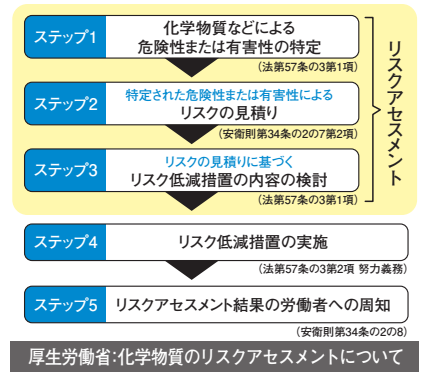 ステップ1
化学物質などによる
危険性または有害性の特定
(法第57条の3第1項)
ステップ2
特定された危険性または有害性による
リスクの見積り
(安衛則第34条の2の7第2項)
ステップ3
リスクの見積りに基づく
リスク低減措置の内容の検討
(法第57条の3第1項)
リスクアセスメント
ステップ4
リスク低減措置の実施
(法第57条の3第2項 努力義務)
ステップ5
リスクアセスメント結果の労働者への周知
(安衛則第34条の2の8)
厚生労働省:化学物質のリスクアセスメントについて